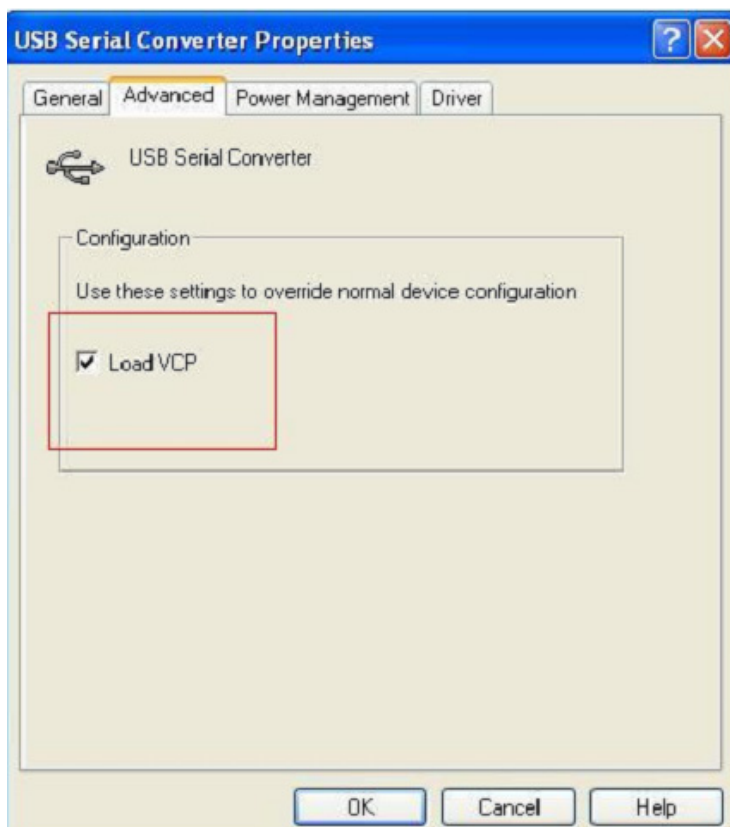 USB Serial Converter Properties
General Advanced Power Management Driver
USB Serial Converter
Configuration
Use these settings to override normal device configuration
Load VCP
OK Cancel Help